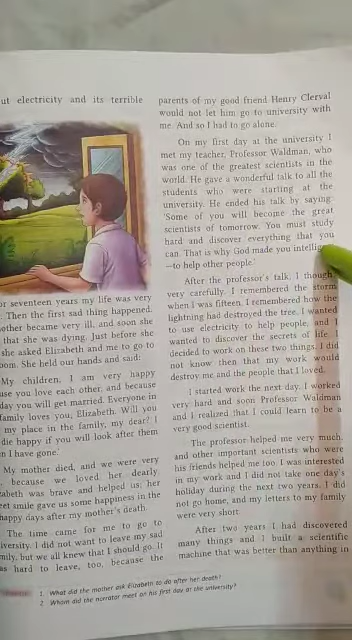 ut electricity and its terrible
or seventeen years my life was very
Then the first sad thing happened.
other became very ill, and soon she
that she was dying. Just before she
she asked Elizabeth and me to go to
oom. She held our hands and said:
My children, I am very happy
use you love each other, and because
day you will get married. Everyone in
family loves you, Elizabeth. Will you
my place in the family, my dear? I
die happy if you will look after them
n I have gone.'
My mother died, and we were very
because we loved her dearly.
zabeth was brave and helped us; her
eet smile gave us some happiness in the
happy days after my mother's death.
The time came for me to go to
iversity. I did not want to leave my sad
mily, but we all knew that I should go. It
as hard to leave, too, because the
parents of my good friend Henry Clerval
would not let him go to university with
me. And so I had to go alone.
On my first day at the university I
met my teacher, Professor Waldman, who
was one of the greatest scientists in the
world. He gave a wonderful talk to all the
students who were starting at the
university. He ended his talk by saying:
'Some of you will become the great
scientists of tomorrow. You must study
hard and discover everything that you
can. That is why God made you intellig
—to help other people.'
After the professor's talk, I though
very carefully. I remembered the storm
when I was fifteen. I remembered how the
lightning had destroyed the tree. I wanted
to use electricity to help people, and I
wanted to discover the secrets of life. I
decided to work on these two things. I did
not know then that my work would
destroy me and the people that I loved.
I started work the next day. I worked
very hard and soon Professor Waldman
and I realized that I could learn to be a
very good scientist.
The professor helped me very much,
and other important scientists who were
his friends helped me too. I was interested
in my work and I did not take one day's
holiday during the next two years. I did
not go home, and my letters to my family
were very short.
After two years I had discovered
many things and I built a scientific
machine that was better than anything in
1. What did the mother ask Elizabeth to do after her death?
2. Whom did the narrator meet on his first day at the university?